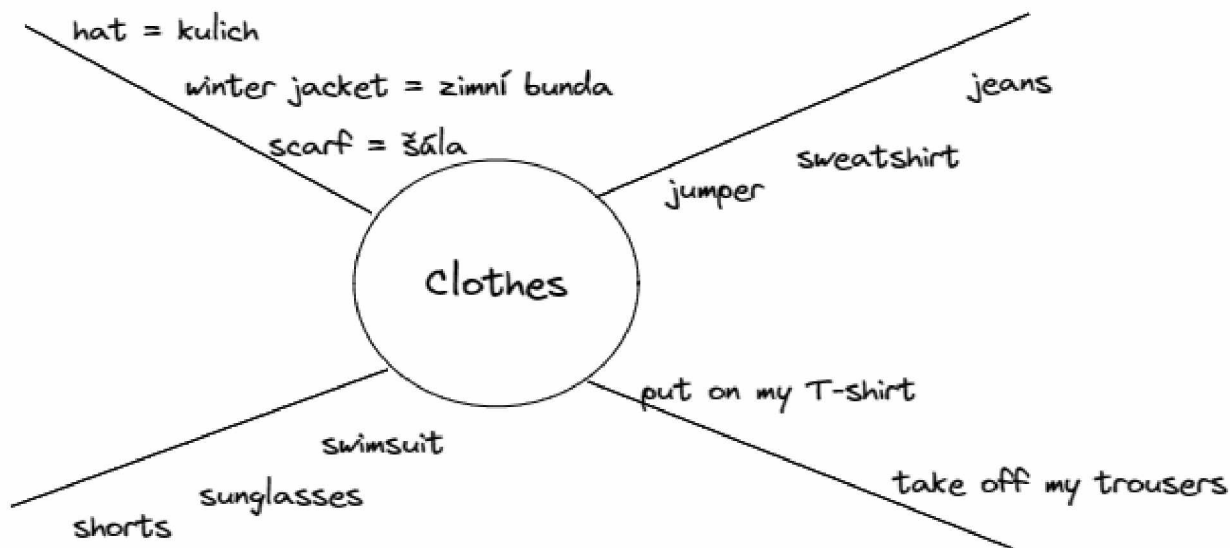 hat = kulich
winter jacket = zimní bunda
scarf = šála
jeans
sweatshirt
jumper
Clothes
put on my T-shirt
take off my trousers
swimsuit
sunglasses
shorts